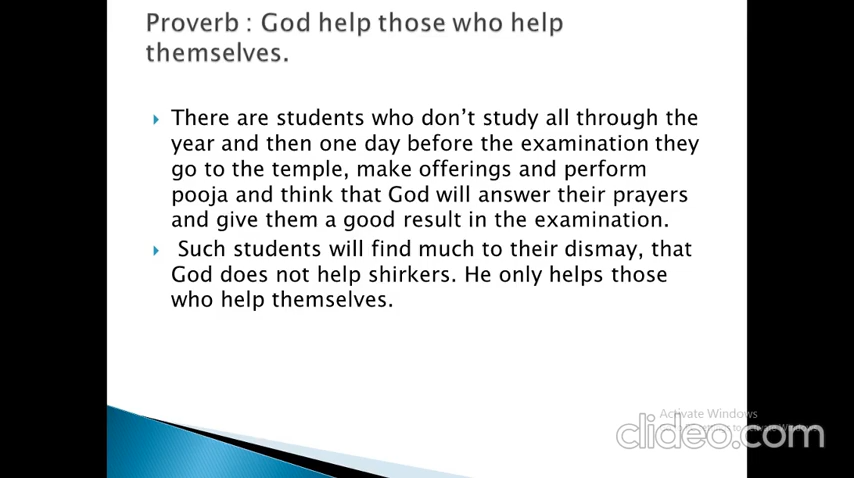 Proverb : God help those who help
themselves.
There are students who don't study all through the
year and then one day before the examination they
go to the temple, make offerings and perform
pooja and think that God will answer their prayers
and give them a good result in the examination.
Such students will find much to their dismay, that
God does not help shirkers. He only helps those
who help themselves.
Activate Windows
clideo.com